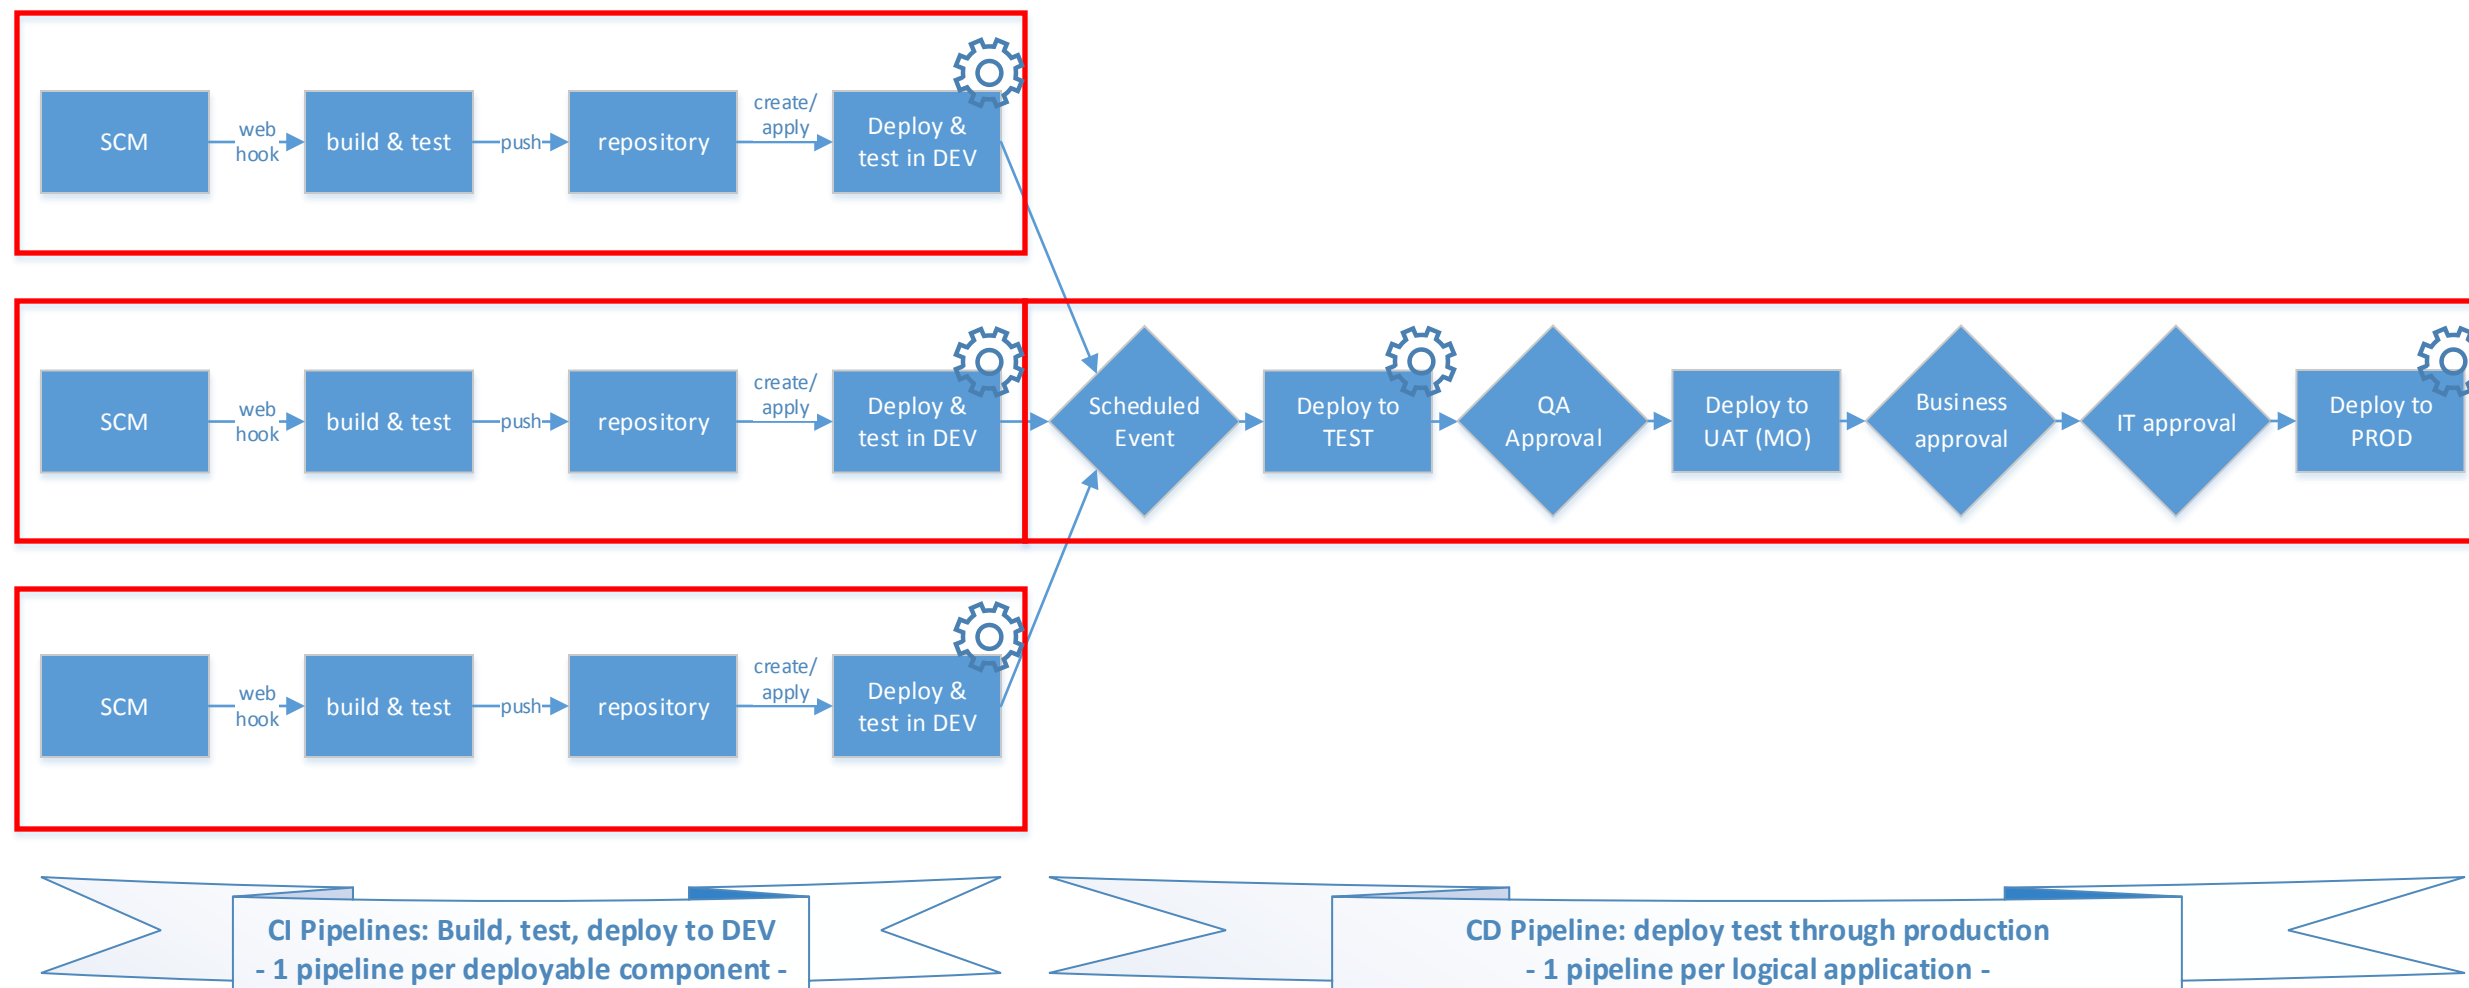 SCM
web
hook
build & test
push
repository
create/
apply
Deploy &
test in DEV
SCM
web
hook
build & test
push
repository
create/
apply
Deploy &
test in DEV
Scheduled
Event
Deploy to
TEST
QA
Approval
Deploy to
UAT (MO)
Business
approval
IT approval
Deploy to
PROD
SCM
web
hook
build & test
push
repository
create/
apply
Deploy &
test in DEV
CI Pipelines: Build, test, deploy to DEV
- 1 pipeline per deployable component -
CD Pipeline: deploy test through production
- 1 pipeline per logical application -